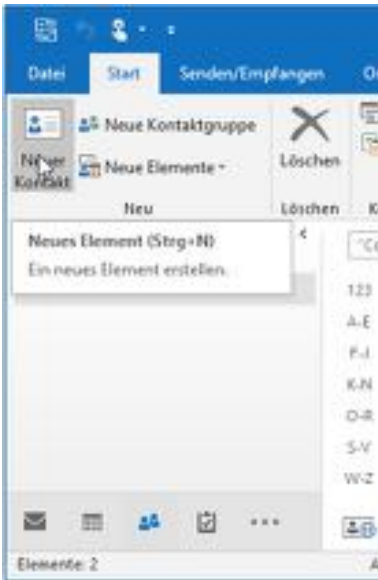 Datei Start Senden/Empfangen
Neuer Kontakt
Neue Kontaktgruppe
Neue Elemente
Löschen
Neu
Löschen
Neues Element (Strg+N)
Ein neues Element erstellen.
123
A-E
F-J
K-N
O-R
S-V
W-Z
Elemente: 2